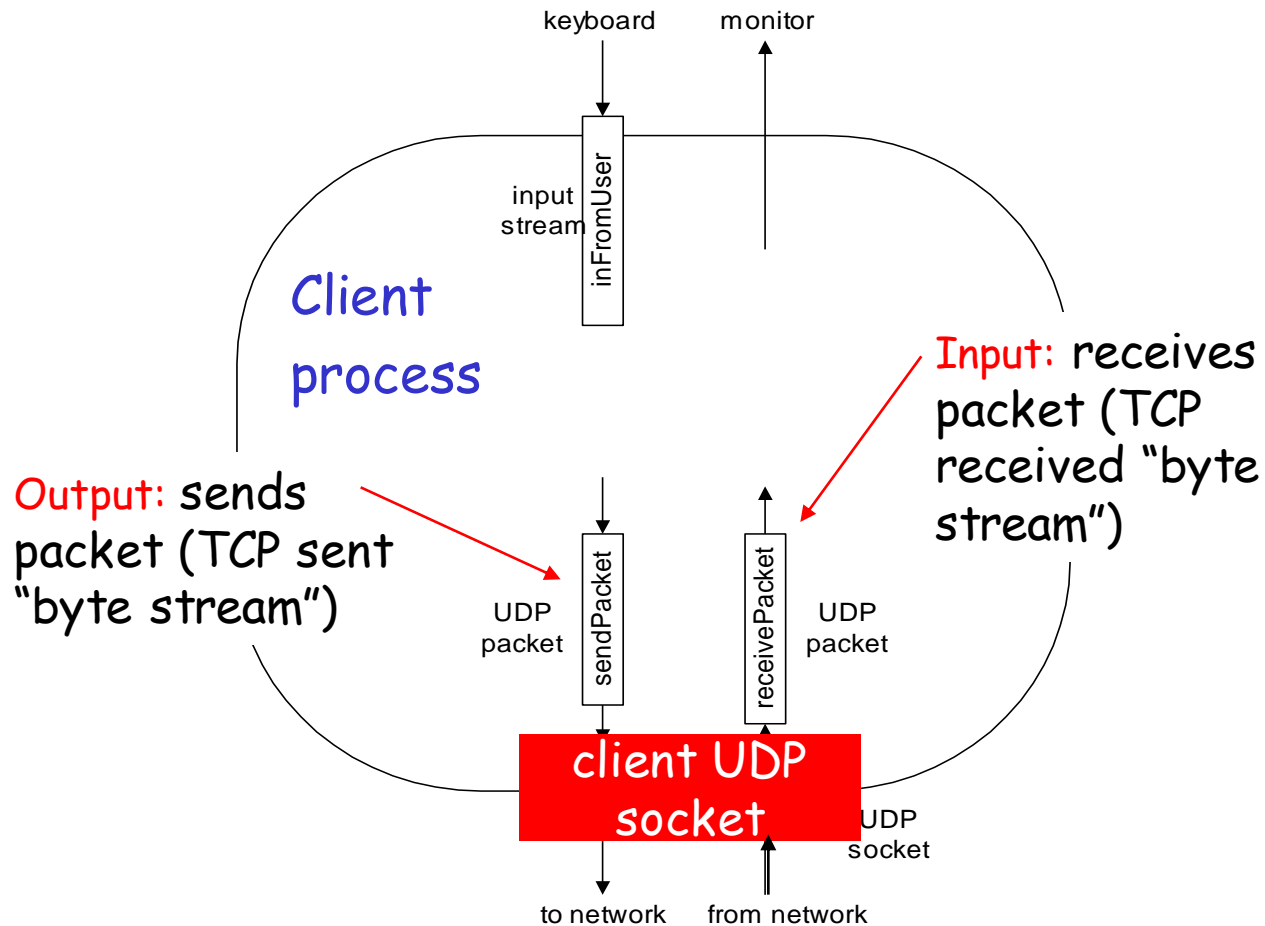 keyboard
monitor
input
stream
inFromUser
Client
process
Input: receives
packet (TCP
received “byte
stream”)
Output: sends
packet (TCP sent
“byte stream”)
UDP
packet
sendPacket
receivePacket
UDP
packet
client UDP
socket
UDP
socket
to network
from network